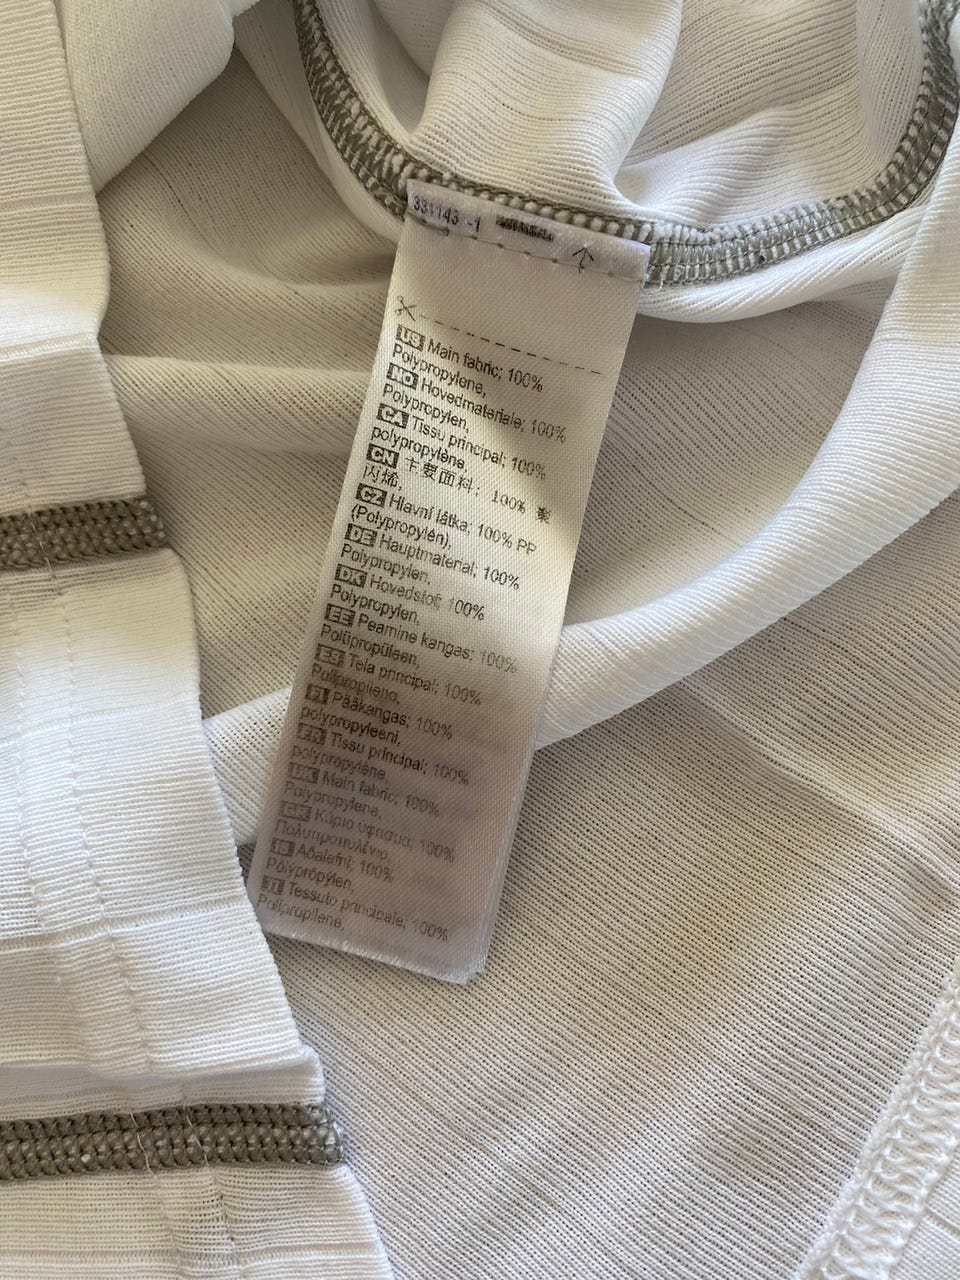 331143 -1
US Main fabric; 100%
Polypropylene,
NO Hovedmateriale; 100%
Polypropylen,
CA Tissu principal; 100%
polypropylène,
CN 主要面料; 100% 聚
丙烯,
CZ Hlavní látka; 100% PP
(Polypropylén),
DE Hauptmaterial; 100%
Polypropylen,
DK Hovedstof; 100%
Polypropylen,
EE Peamine kangas; 100%
Polüpropüleen,
ES Tela principal; 100%
Polipropileno,
FI Pääkangas; 100%
polypropyleeni,
FR Tissu principal; 100%
polypropylène,
UK Main fabric; 100%
Polypropylene,
GR Κύριο ύφασμα; 100%
Πολυπροπυλένιο,
IS Aðalefni; 100%
Pólýprópýlen,
IT Tessuto principale; 100%
Polipropilene,